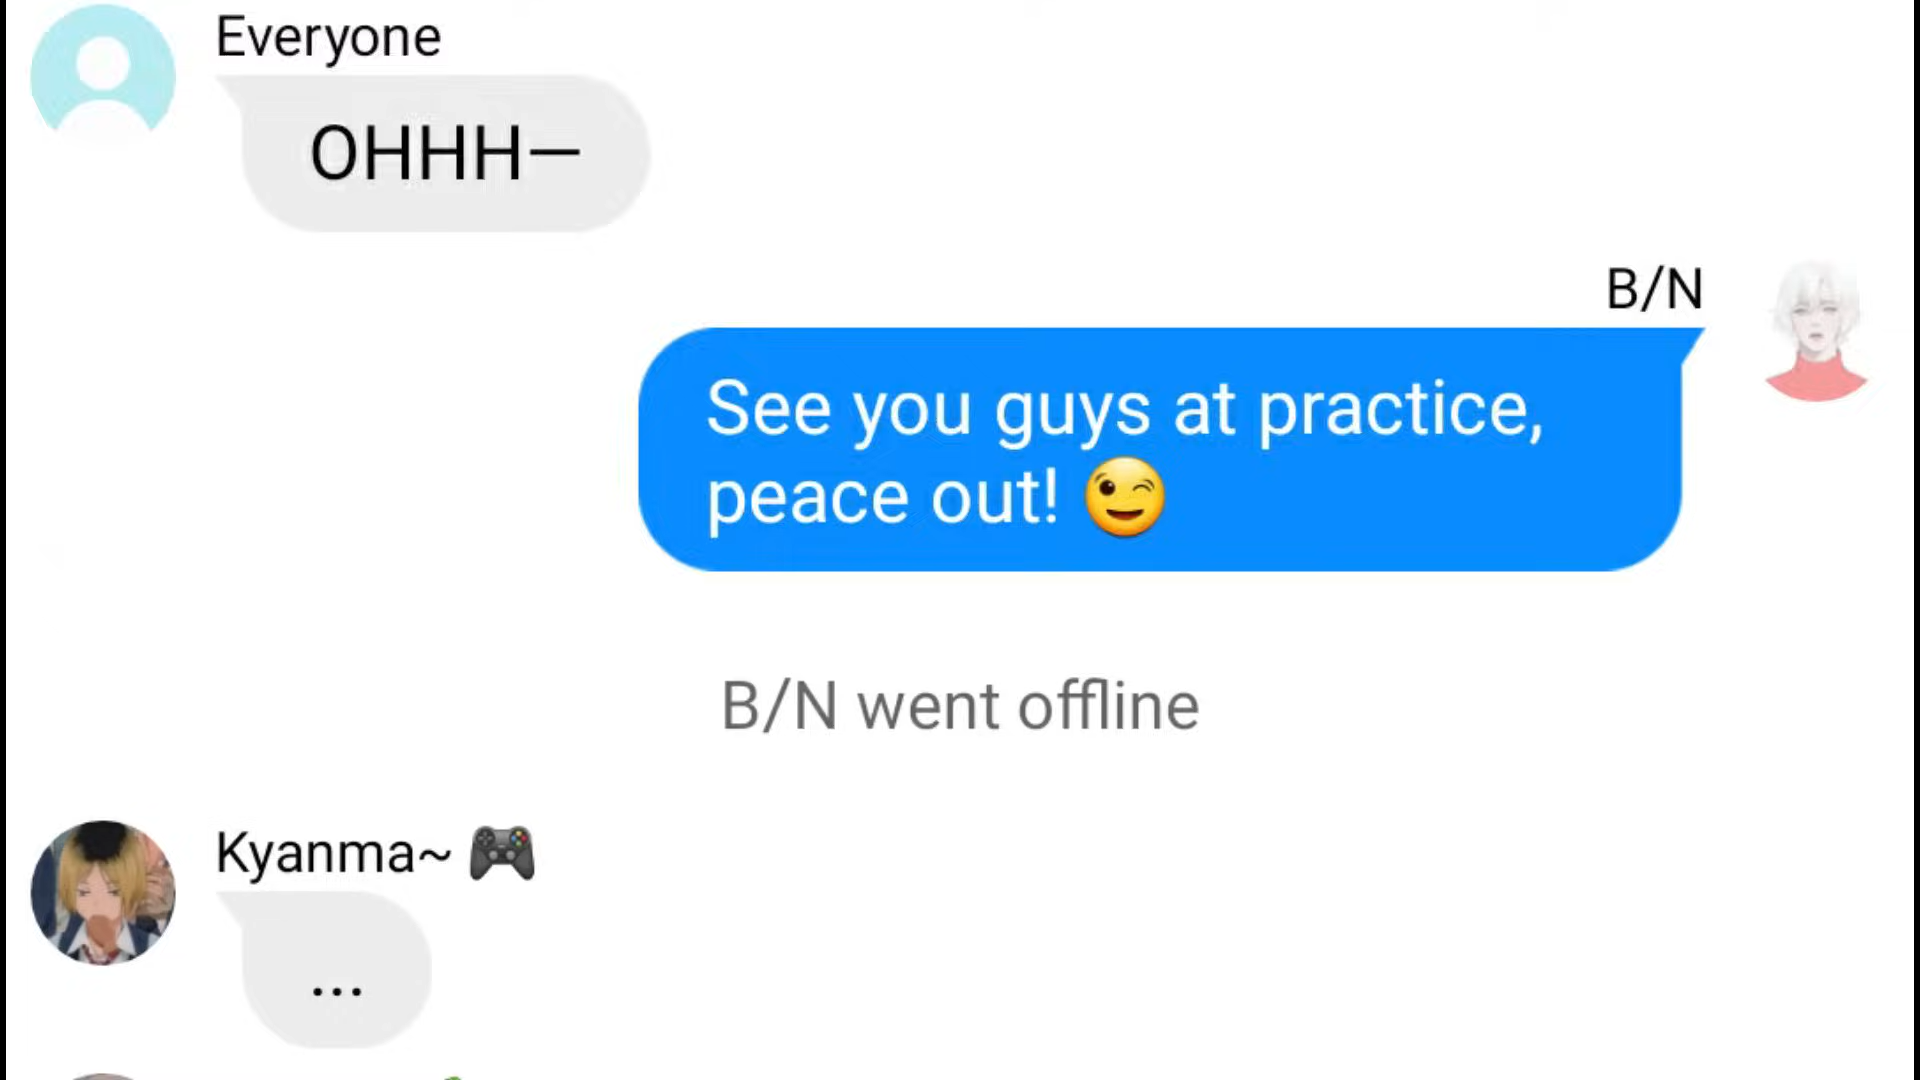 Everyone
OHHH—
B/N
See you guys at practice,
peace out! 😉
B/N went offline
Kyanma~ 🎮
...